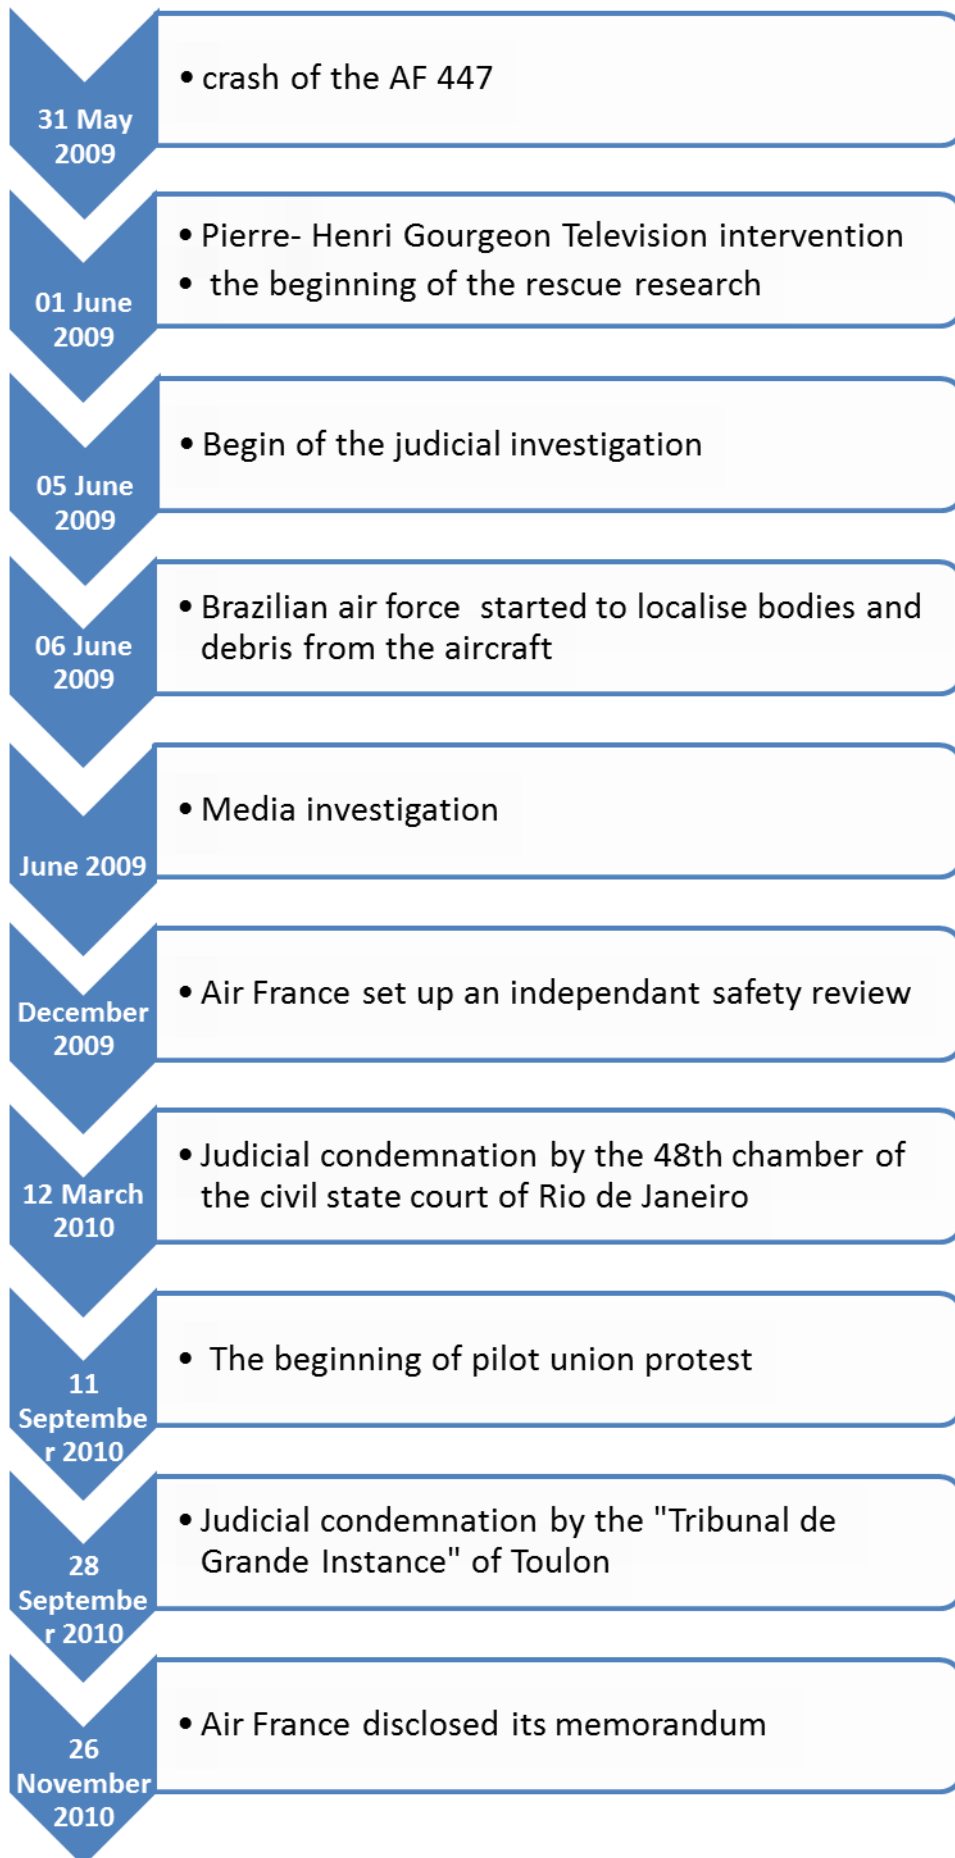 31 May
2009
• crash of the AF 447
01 June
2009
• Pierre- Henri Gourgeon Television intervention
• the beginning of the rescue research
05 June
2009
• Begin of the judicial investigation
06 June
2009
• Brazilian air force started to localise bodies and
debris from the aircraft
June 2009
• Media investigation
December
2009
• Air France set up an independant safety review
12 March
2010
• Judicial condemnation by the 48th chamber of
the civil state court of Rio de Janeiro
11
Septembe
r 2010
• The beginning of pilot union protest
28
Septembe
r 2010
• Judicial condemnation by the "Tribunal de
Grande Instance" of Toulon
26
November
2010
• Air France disclosed its memorandum